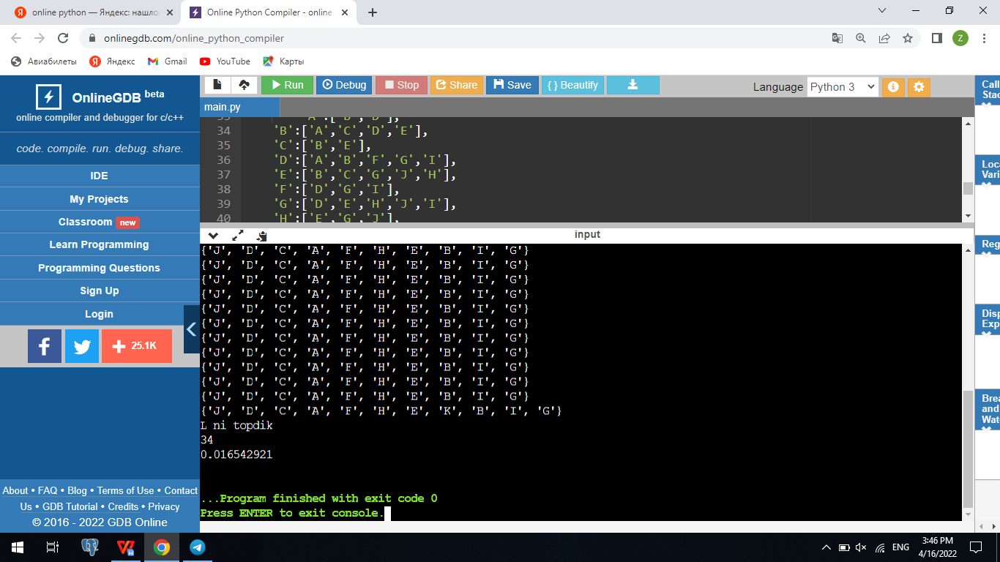 online python — Яндекс: нашло
Online Python Compiler - online
onlinegdb.com/online_python_compiler
Z
Авиабилеты
Яндекс
Gmail
YouTube
Карты
OnlineGDB beta
online compiler and debugger for c/c++
code. compile. run. debug. share.
IDE
My Projects
Classroom new
Learn Programming
Programming Questions
Sign Up
Login
25.1K
About • FAQ • Blog • Terms of Use • Contact
Us • GDB Tutorial • Credits • Privacy
© 2016 - 2022 GDB Online
Run Debug Stop Share Save { } Beautify
Language Python 3
main.py
33 'A':['B','D'],
34 'B':['A','C','D','E'],
35 'C':['B','E'],
36 'D':['A','B','F','G','I'],
37 'E':['B','C','G','J','H'],
38 'F':['D','G','I'],
39 'G':['D','E','H','J','I'],
40 'H':['E','G','J'],
input
{'J', 'D', 'C', 'A', 'F', 'H', 'E', 'B', 'I', 'G'}
{'J', 'D', 'C', 'A', 'F', 'H', 'E', 'B', 'I', 'G'}
{'J', 'D', 'C', 'A', 'F', 'H', 'E', 'B', 'I', 'G'}
{'J', 'D', 'C', 'A', 'F', 'H', 'E', 'B', 'I', 'G'}
{'J', 'D', 'C', 'A', 'F', 'H', 'E', 'B', 'I', 'G'}
{'J', 'D', 'C', 'A', 'F', 'H', 'E', 'B', 'I', 'G'}
{'J', 'D', 'C', 'A', 'F', 'H', 'E', 'B', 'I', 'G'}
{'J', 'D', 'C', 'A', 'F', 'H', 'E', 'B', 'I', 'G'}
{'J', 'D', 'C', 'A', 'F', 'H', 'E', 'B', 'I', 'G'}
{'J', 'D', 'C', 'A', 'F', 'H', 'E', 'B', 'I', 'G'}
{'J', 'D', 'C', 'A', 'F', 'H', 'E', 'B', 'I', 'G'}
{'J', 'D', 'C', 'A', 'F', 'H', 'E', 'K', 'B', 'I', 'G'}
L ni topdik
34
0.016542921
...Program finished with exit code 0
Press ENTER to exit console.
Call
Stac
Loca
Vari
Reg
Disp
Exp
Brea
and
Wat
ENG
3:46 PM
4/16/2022